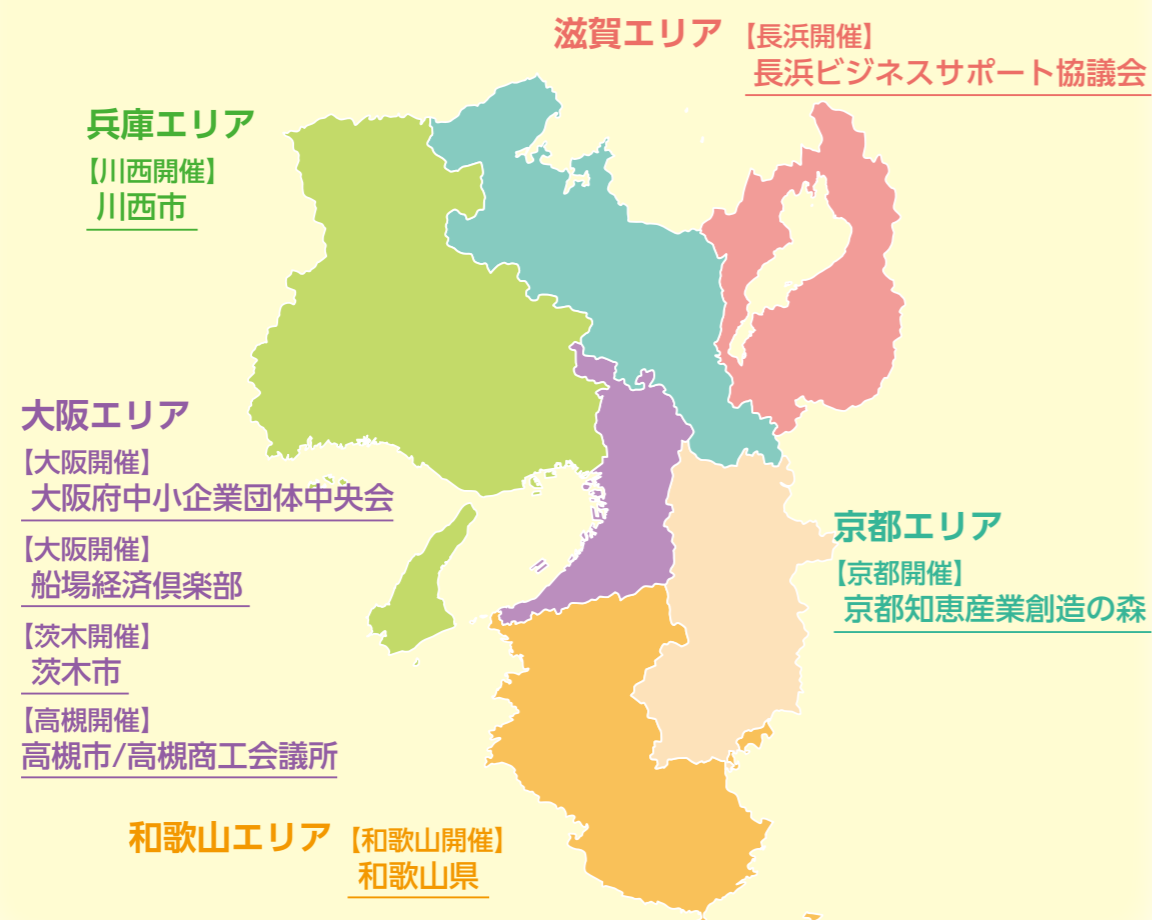 滋賀エリア 【長浜開催】
長浜ビジネスサポート協議会
兵庫エリア
【川西開催】
川西市
大阪エリア
【大阪開催】
大阪府中小企業団体中央会
【大阪開催】
船場経済倶楽部
【茨木開催】
茨木市
【高槻開催】
高槻市/高槻商工会議所
京都エリア
【京都開催】
京都知恵産業創造の森
和歌山エリア 【和歌山開催】
和歌山県